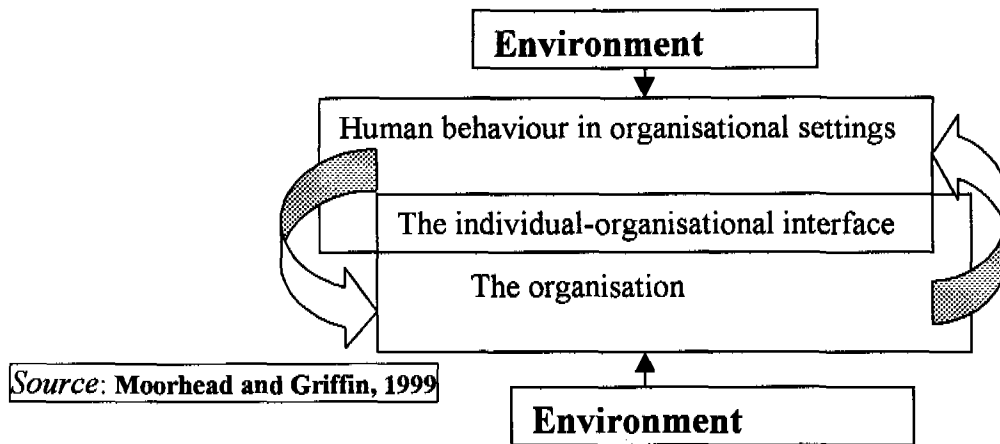 Environment
Human behaviour in organisational settings
The individual-organisational interface
The organisation
Source: Moorhead and Griffin, 1999
Environment